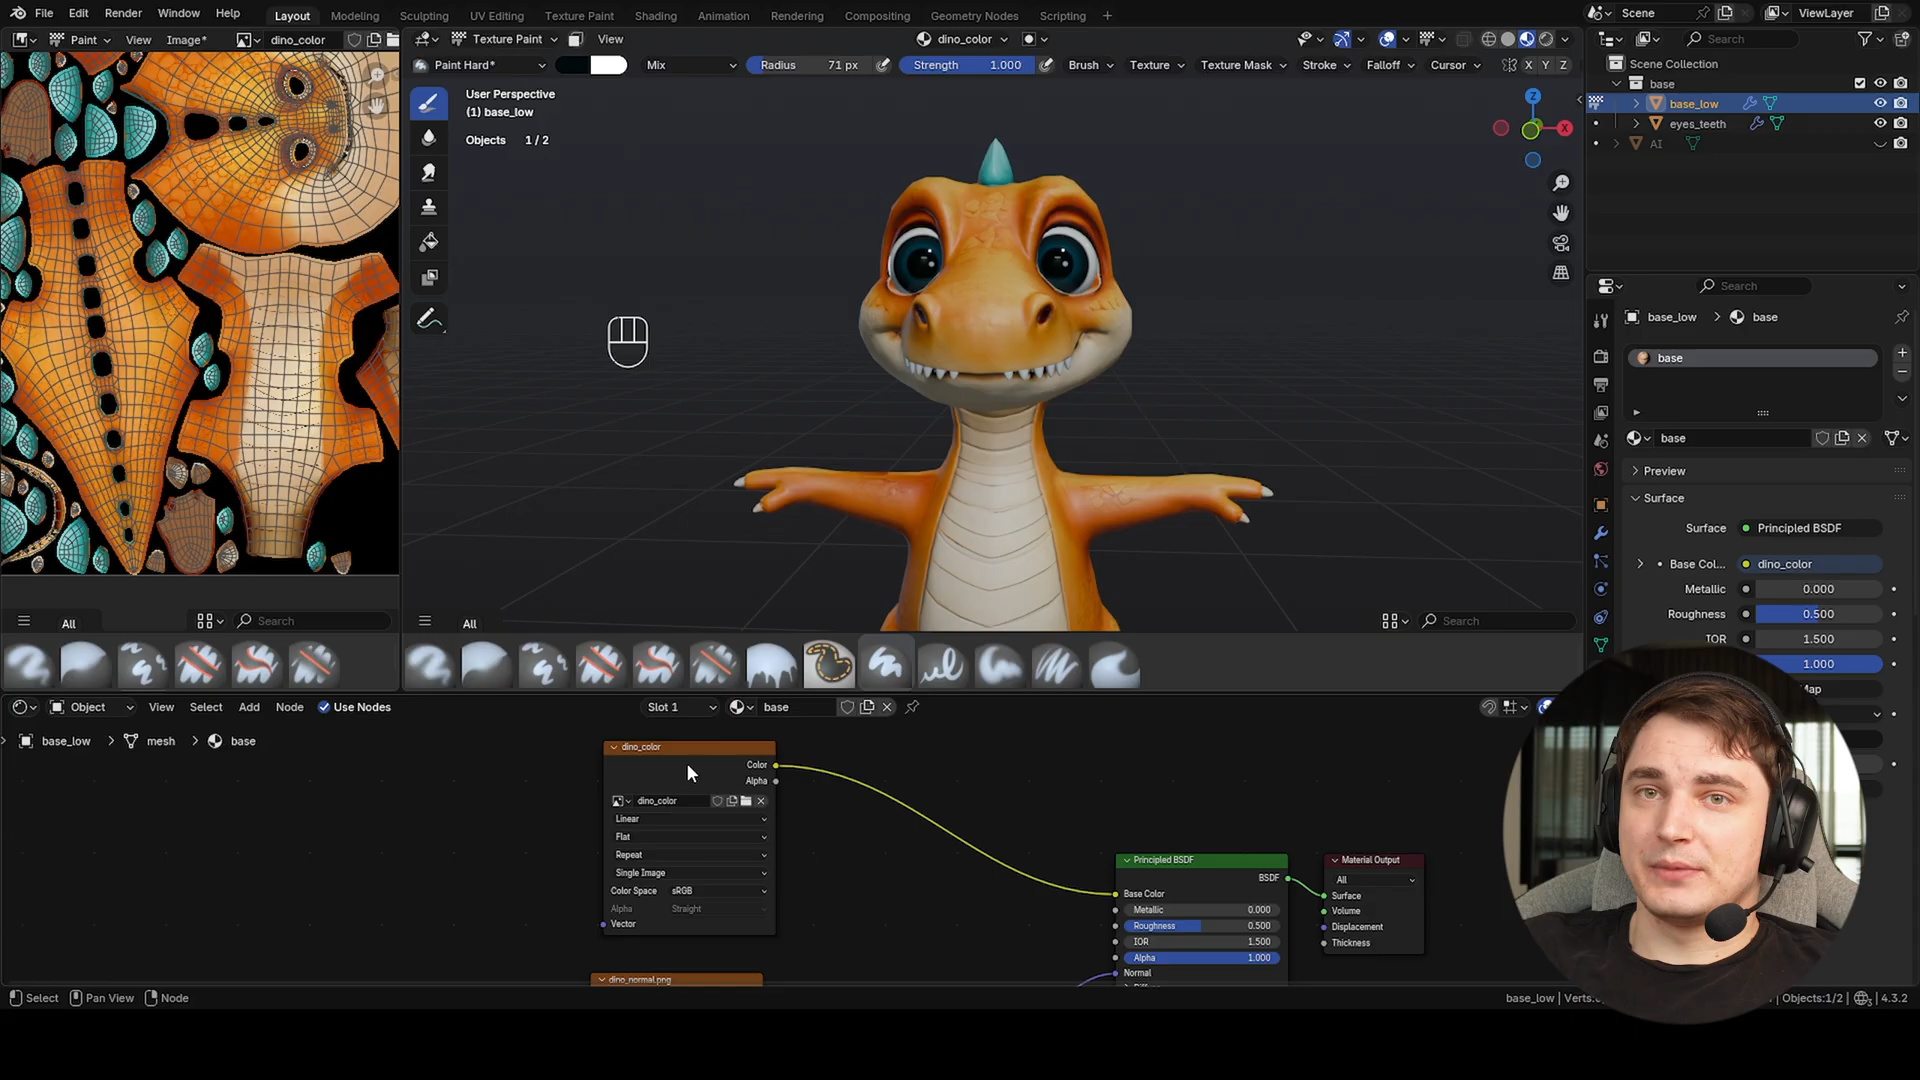 File Edit Render Window Help
Layout Modeling Sculpting UV Editing Texture Paint Shading Animation Rendering Compositing Geometry Nodes Scripting +
Scene
ViewLayer
Paint View Image* dino_color
Texture Paint View
dino_color
Search
Paint Hard*
Mix
Radius 71 px
Strength 1.000
Brush Texture Texture Mask Stroke Falloff Cursor
X Y Z
Scene Collection
base
base_low
eyes_teeth
AI
User Perspective
(1) base_low
Objects 1 / 2
Z
X
Search
base_low > base
base
base
Preview
Surface
Surface Principled BSDF
Base Col... dino_color
Metallic 0.000
Roughness 0.500
IOR 1.500
1.000
Map
All
Search
All
Search
Object View Select Add Node Use Nodes
Slot 1
base
base_low > mesh > base
dino_color
Color
Alpha
dino_color
Linear
Flat
Repeat
Single Image
Color Space sRGB
Alpha Straight
Vector
dino_normal.png
Principled BSDF
BSDF
Base Color
Metallic 0.000
Roughness 0.500
IOR 1.500
Alpha 1.000
Normal
Material Output
All
Surface
Volume
Displacement
Thickness
Select Pan View Node
base_low | Verts:
Objects:1/2
4.3.2